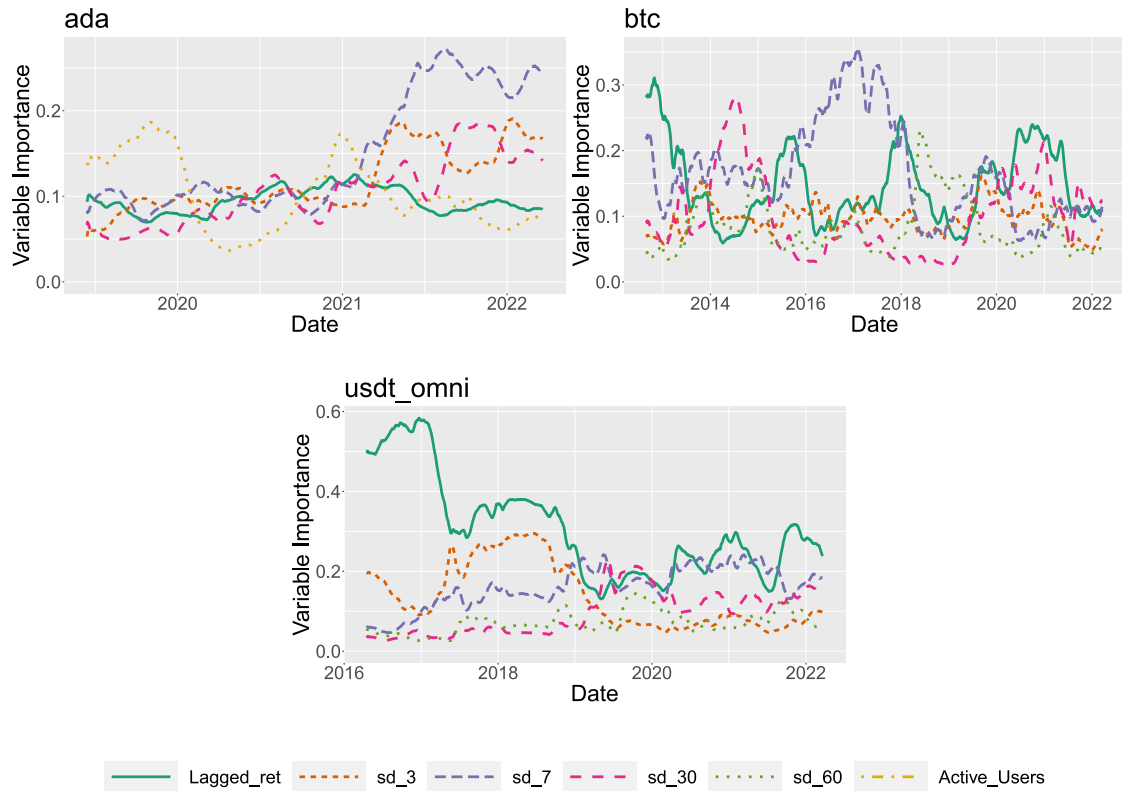 ada
Variable Importance
0.2
0.1
0.0
2020 2021 2022
Date
btc
Variable Importance
0.3
0.2
0.1
0.0
2014 2016 2018 2020 2022
Date
usdt_omni
Variable Importance
0.6
0.4
0.2
0.0
2016 2018 2020 2022
Date
Lagged_ret sd_3 sd_7 sd_30 sd_60 Active_Users